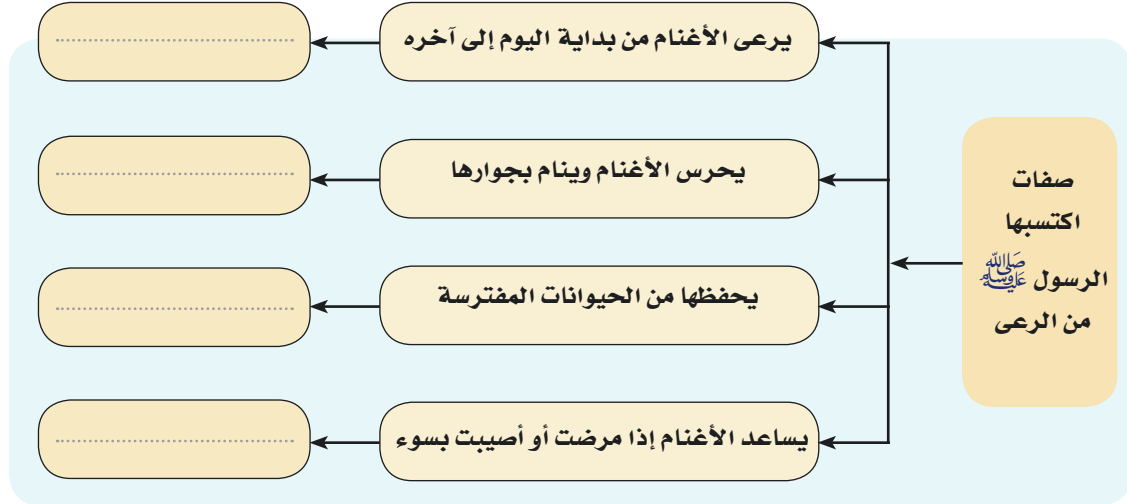 صفات
اكتسبها
الرسول ﷺ
من الرعى
يرعى الأغنام من بداية اليوم إلى آخره
يحرس الأغنام وينام بجوارها
يحفظها من الحيوانات المفترسة
يساعد الأغنام إذا مرضت أو أصيبت بسوء